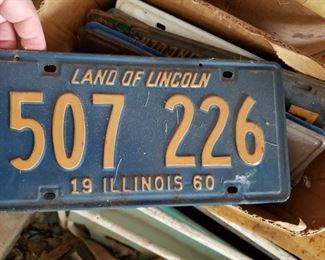 LAND OF LINCOLN
507 226
19 ILLINOIS 60